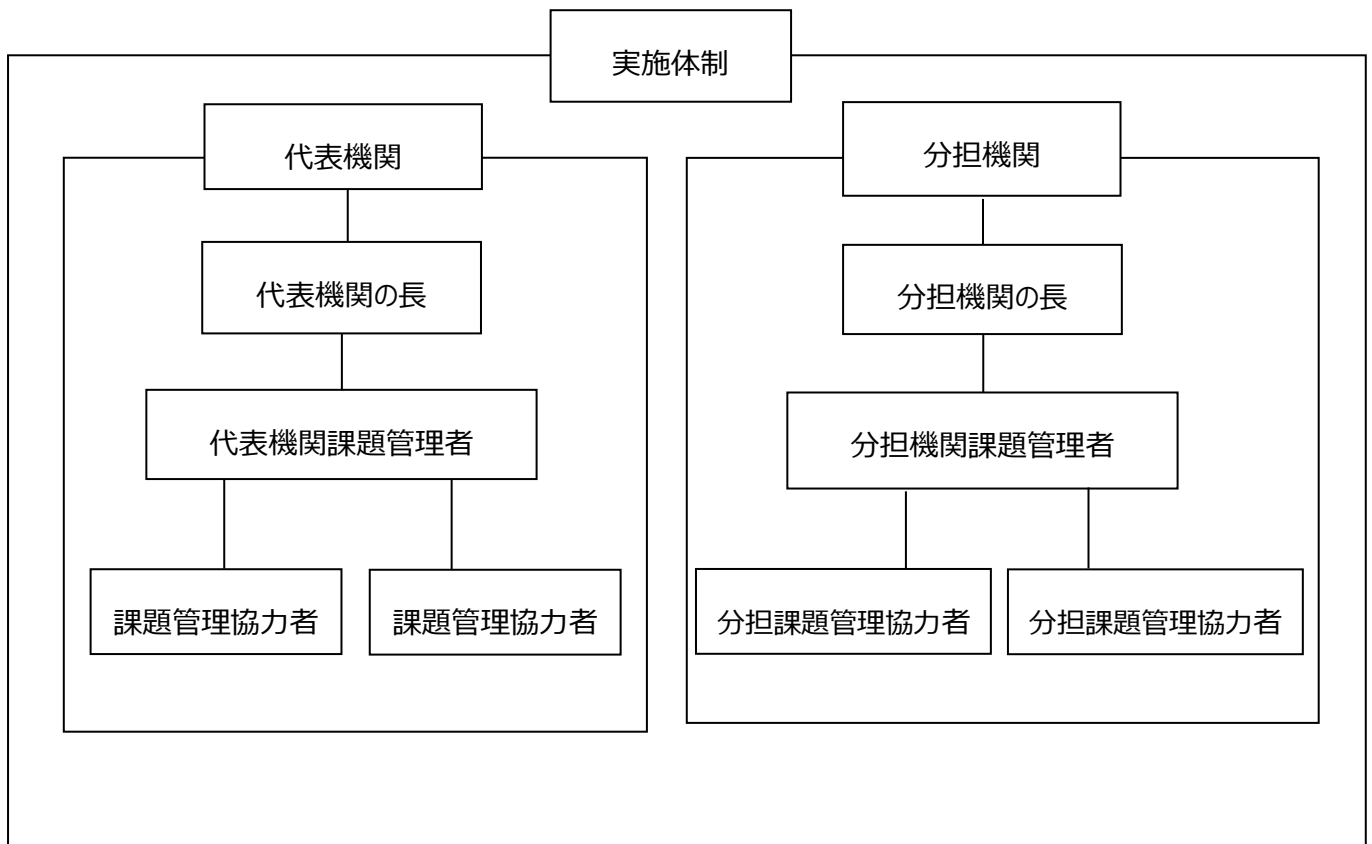 実施体制
代表機関
代表機関の長
代表機関課題管理者
課題管理協力者
課題管理協力者
分担機関
分担機関の長
分担機関課題管理者
分担課題管理協力者
分担課題管理協力者